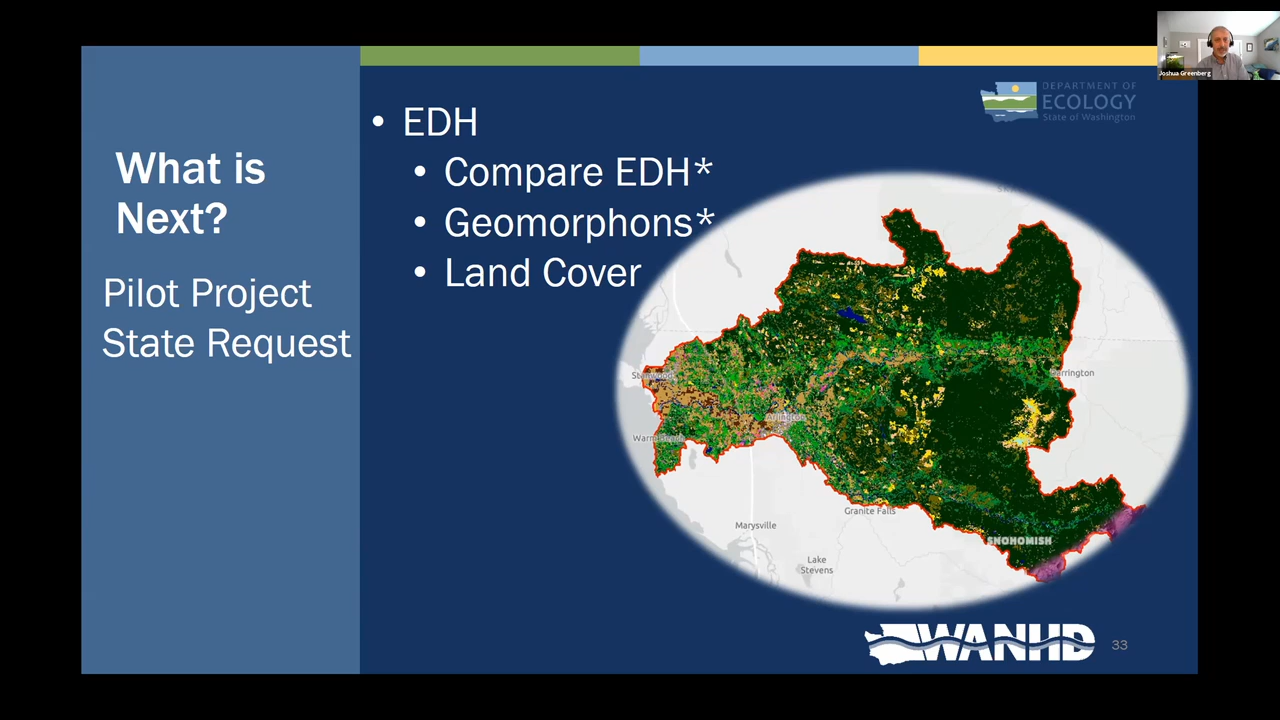 Joshua Greenberg
DEPARTMENT OF
ECOLOGY
State of Washington
What is
Next?
Pilot Project
State Request
• EDH
• Compare EDH*
• Geomorphons*
• Land Cover
Stanwood
Darrington
Arlington
Warm Beach
Granite Falls
Marysville
SNOHOMISH
Lake
Stevens
WANHD
33